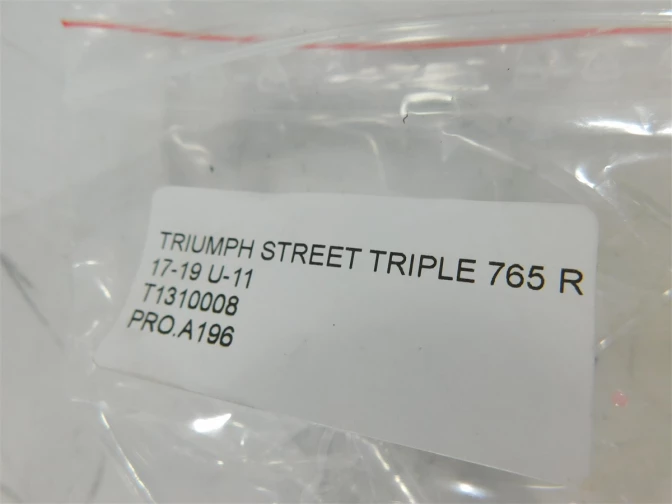 TRIUMPH STREET TRIPLE 765 R
17-19 U-11
T1310008
PRO.A196